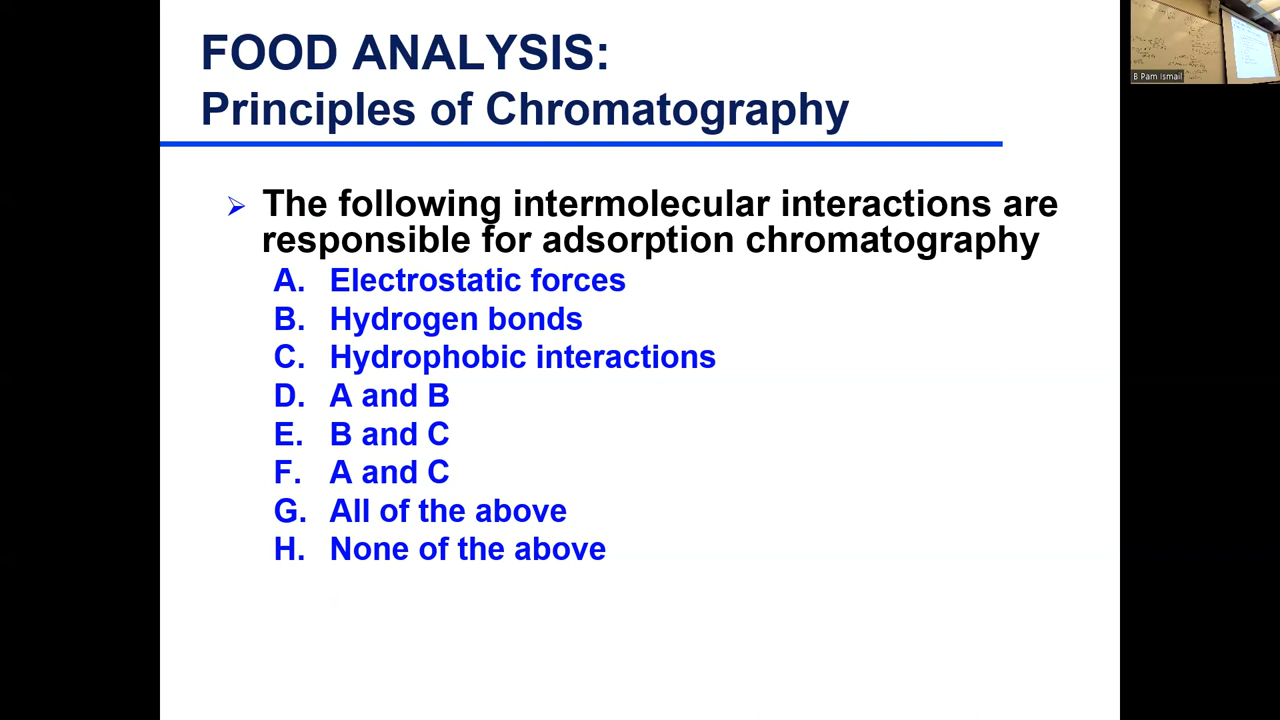 FOOD ANALYSIS:
Principles of Chromatography
The following intermolecular interactions are
responsible for adsorption chromatography
A. Electrostatic forces
B. Hydrogen bonds
C. Hydrophobic interactions
D. A and B
E. B and C
F. A and C
G. All of the above
H. None of the above
B Pam Ismail